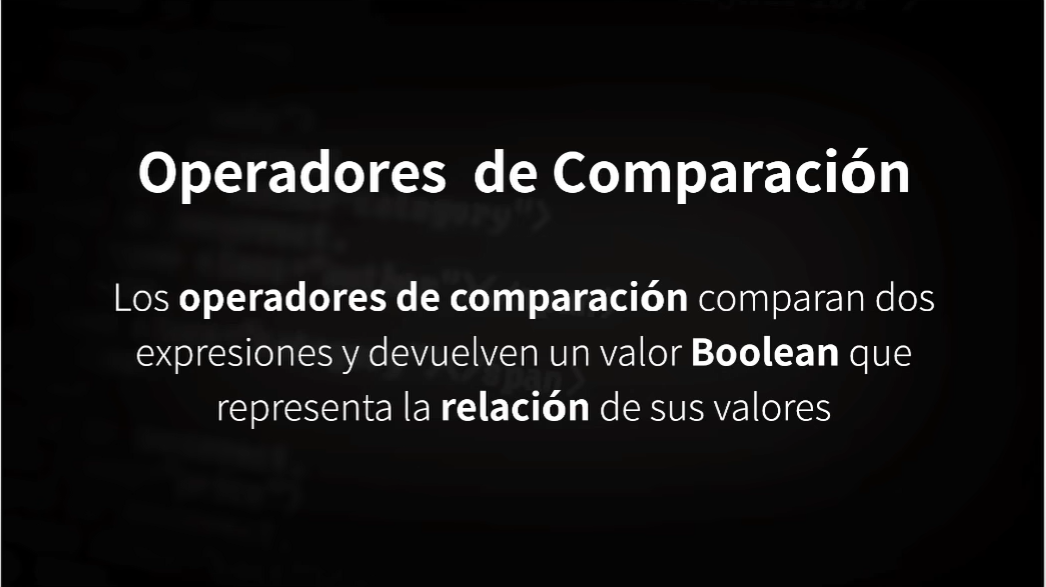 Operadores de Comparación
Los operadores de comparación comparan dos
expresiones y devuelven un valor Boolean que
representa la relación de sus valores